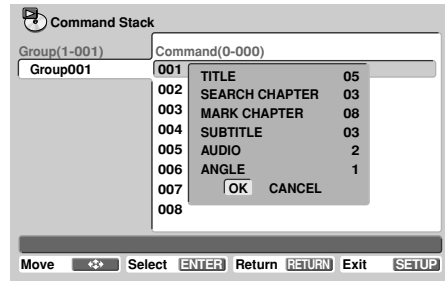 Command Stack
Group(1-001) Command(0-000)
Group001
001
002
003
004
005
006
007
008
TITLE 05
SEARCH CHAPTER 03
MARK CHAPTER 08
SUBTITLE 03
AUDIO 2
ANGLE 1
OK CANCEL
Move Select ENTER Return RETURN Exit SETUP